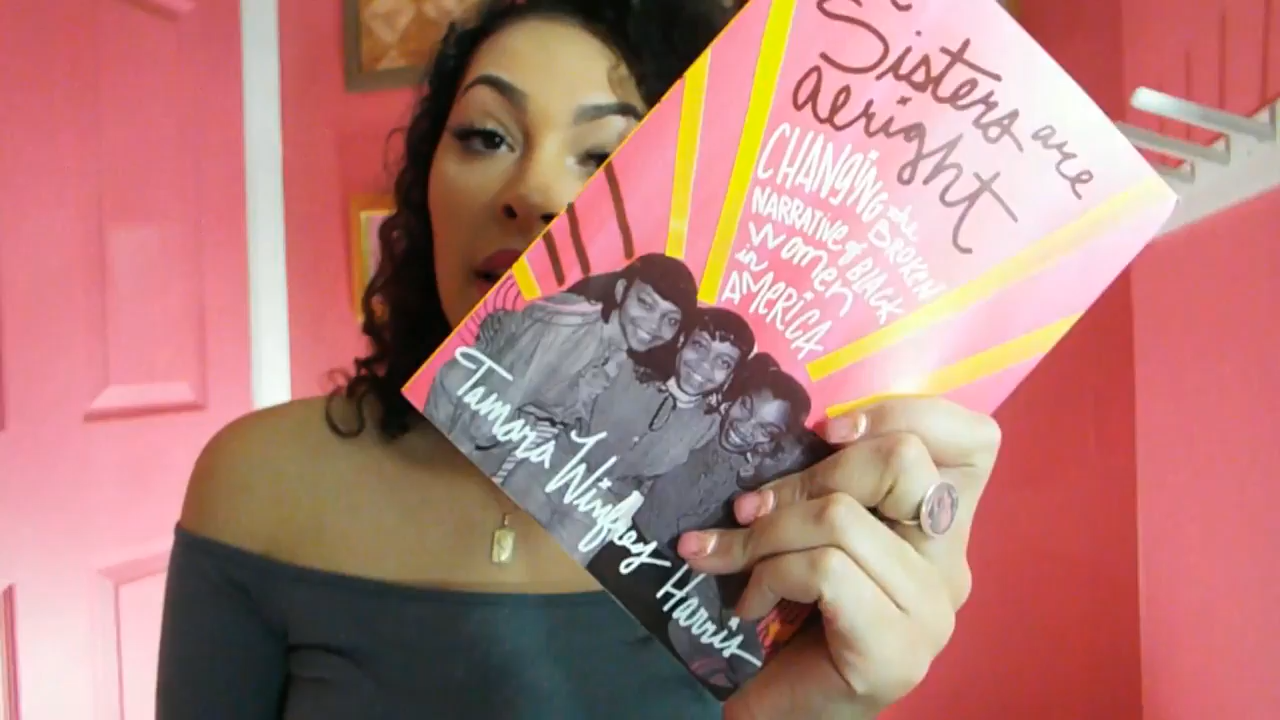 Sisters are
alright
CHANGING the
NARRATIVE of BROKEN
BLACK
Women
in
AMERICA
Tamara Winfrey Harris